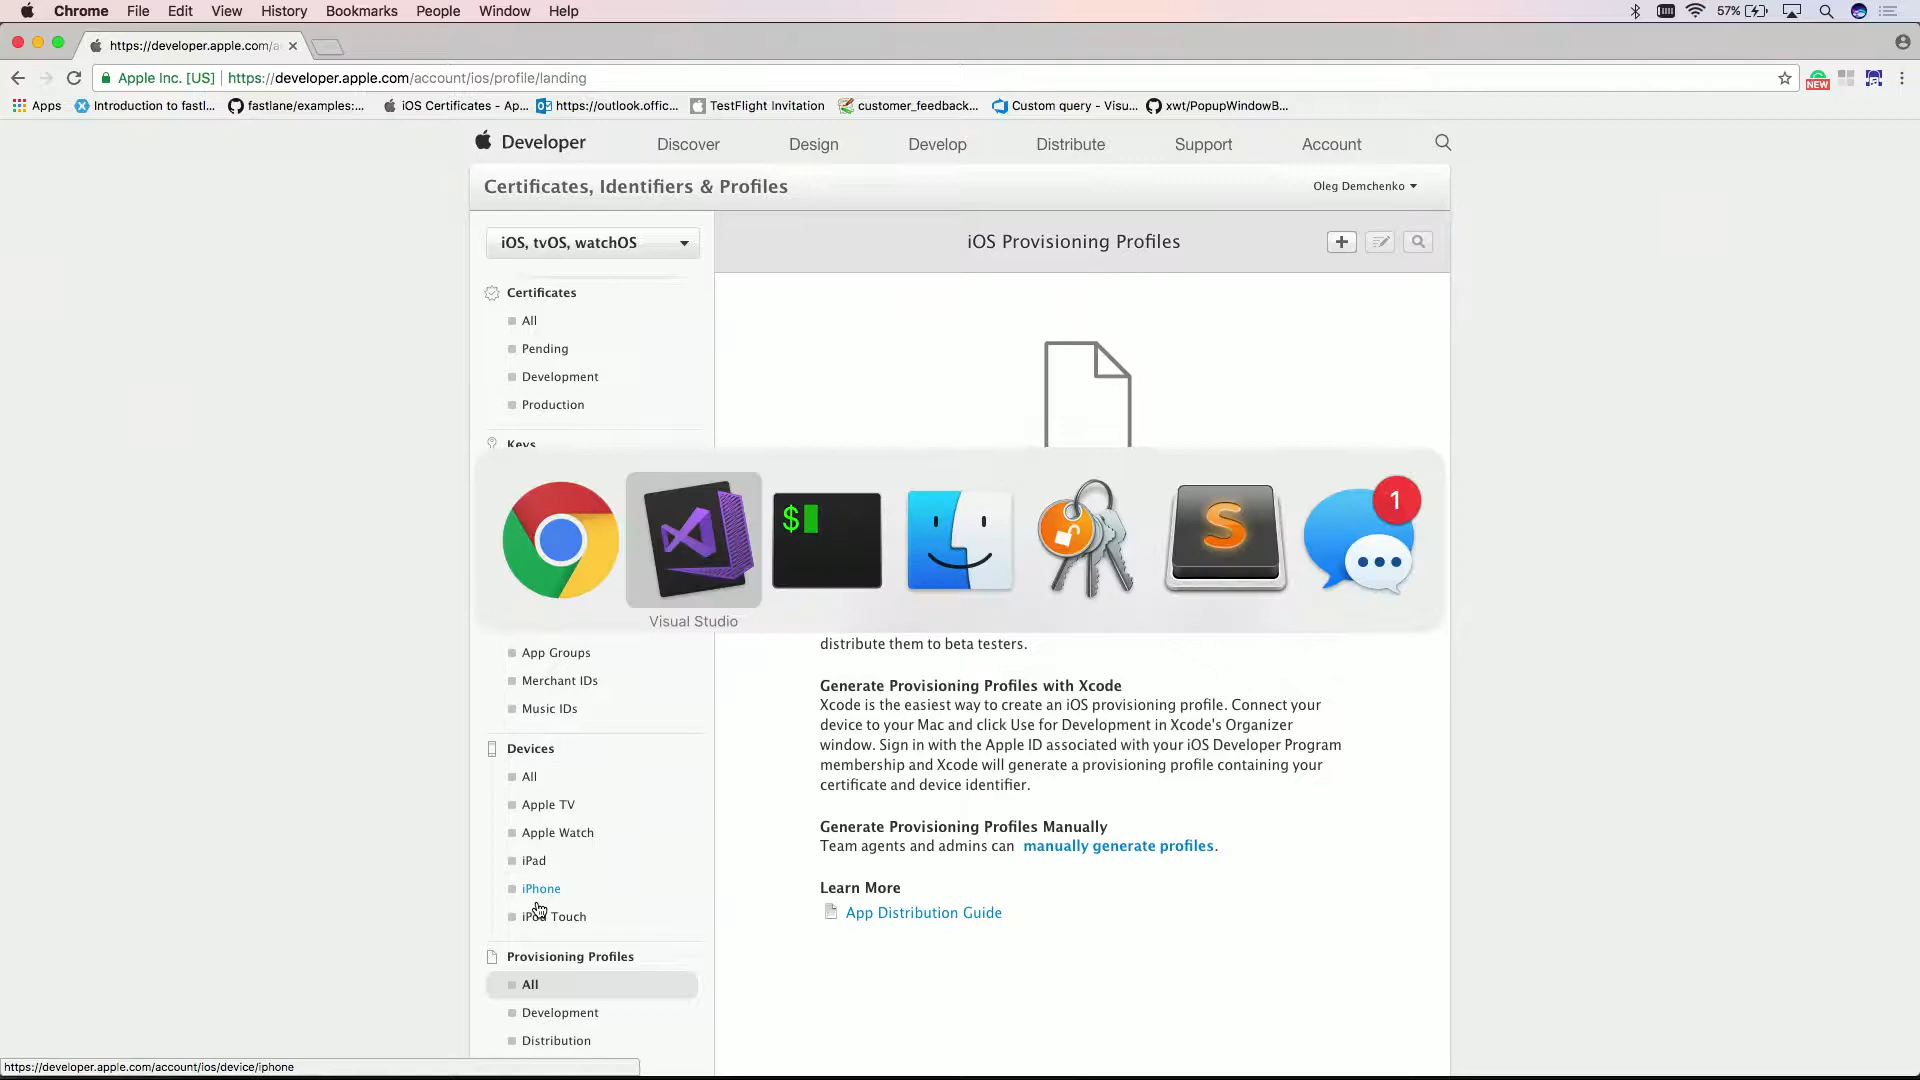 Chrome File Edit View History Bookmarks People Window Help 57%
https://developer.apple.com/a
Apple Inc. [US] https://developer.apple.com/account/ios/profile/landing NEW
Apps Introduction to fastl... fastlane/examples:... iOS Certificates - Ap... https://outlook.offic... TestFlight Invitation customer_feedback... Custom query - Visu... xwt/PopupWindowB...
Developer Discover Design Develop Distribute Support Account
Certificates, Identifiers & Profiles Oleg Demchenko
iOS, tvOS, watchOS iOS Provisioning Profiles
Certificates
All
Pending
Development
Production
Keys
$ S 1
Visual Studio
distribute them to beta testers.
App Groups
Merchant IDs
Music IDs
Generate Provisioning Profiles with Xcode
Xcode is the easiest way to create an iOS provisioning profile. Connect your
device to your Mac and click Use for Development in Xcode's Organizer
window. Sign in with the Apple ID associated with your iOS Developer Program
membership and Xcode will generate a provisioning profile containing your
certificate and device identifier.
Devices
All
Apple TV
Apple Watch
iPad
iPhone
iPod Touch
Generate Provisioning Profiles Manually
Team agents and admins can manually generate profiles.
Learn More
App Distribution Guide
Provisioning Profiles
All
Development
Distribution
https://developer.apple.com/account/ios/device/iphone